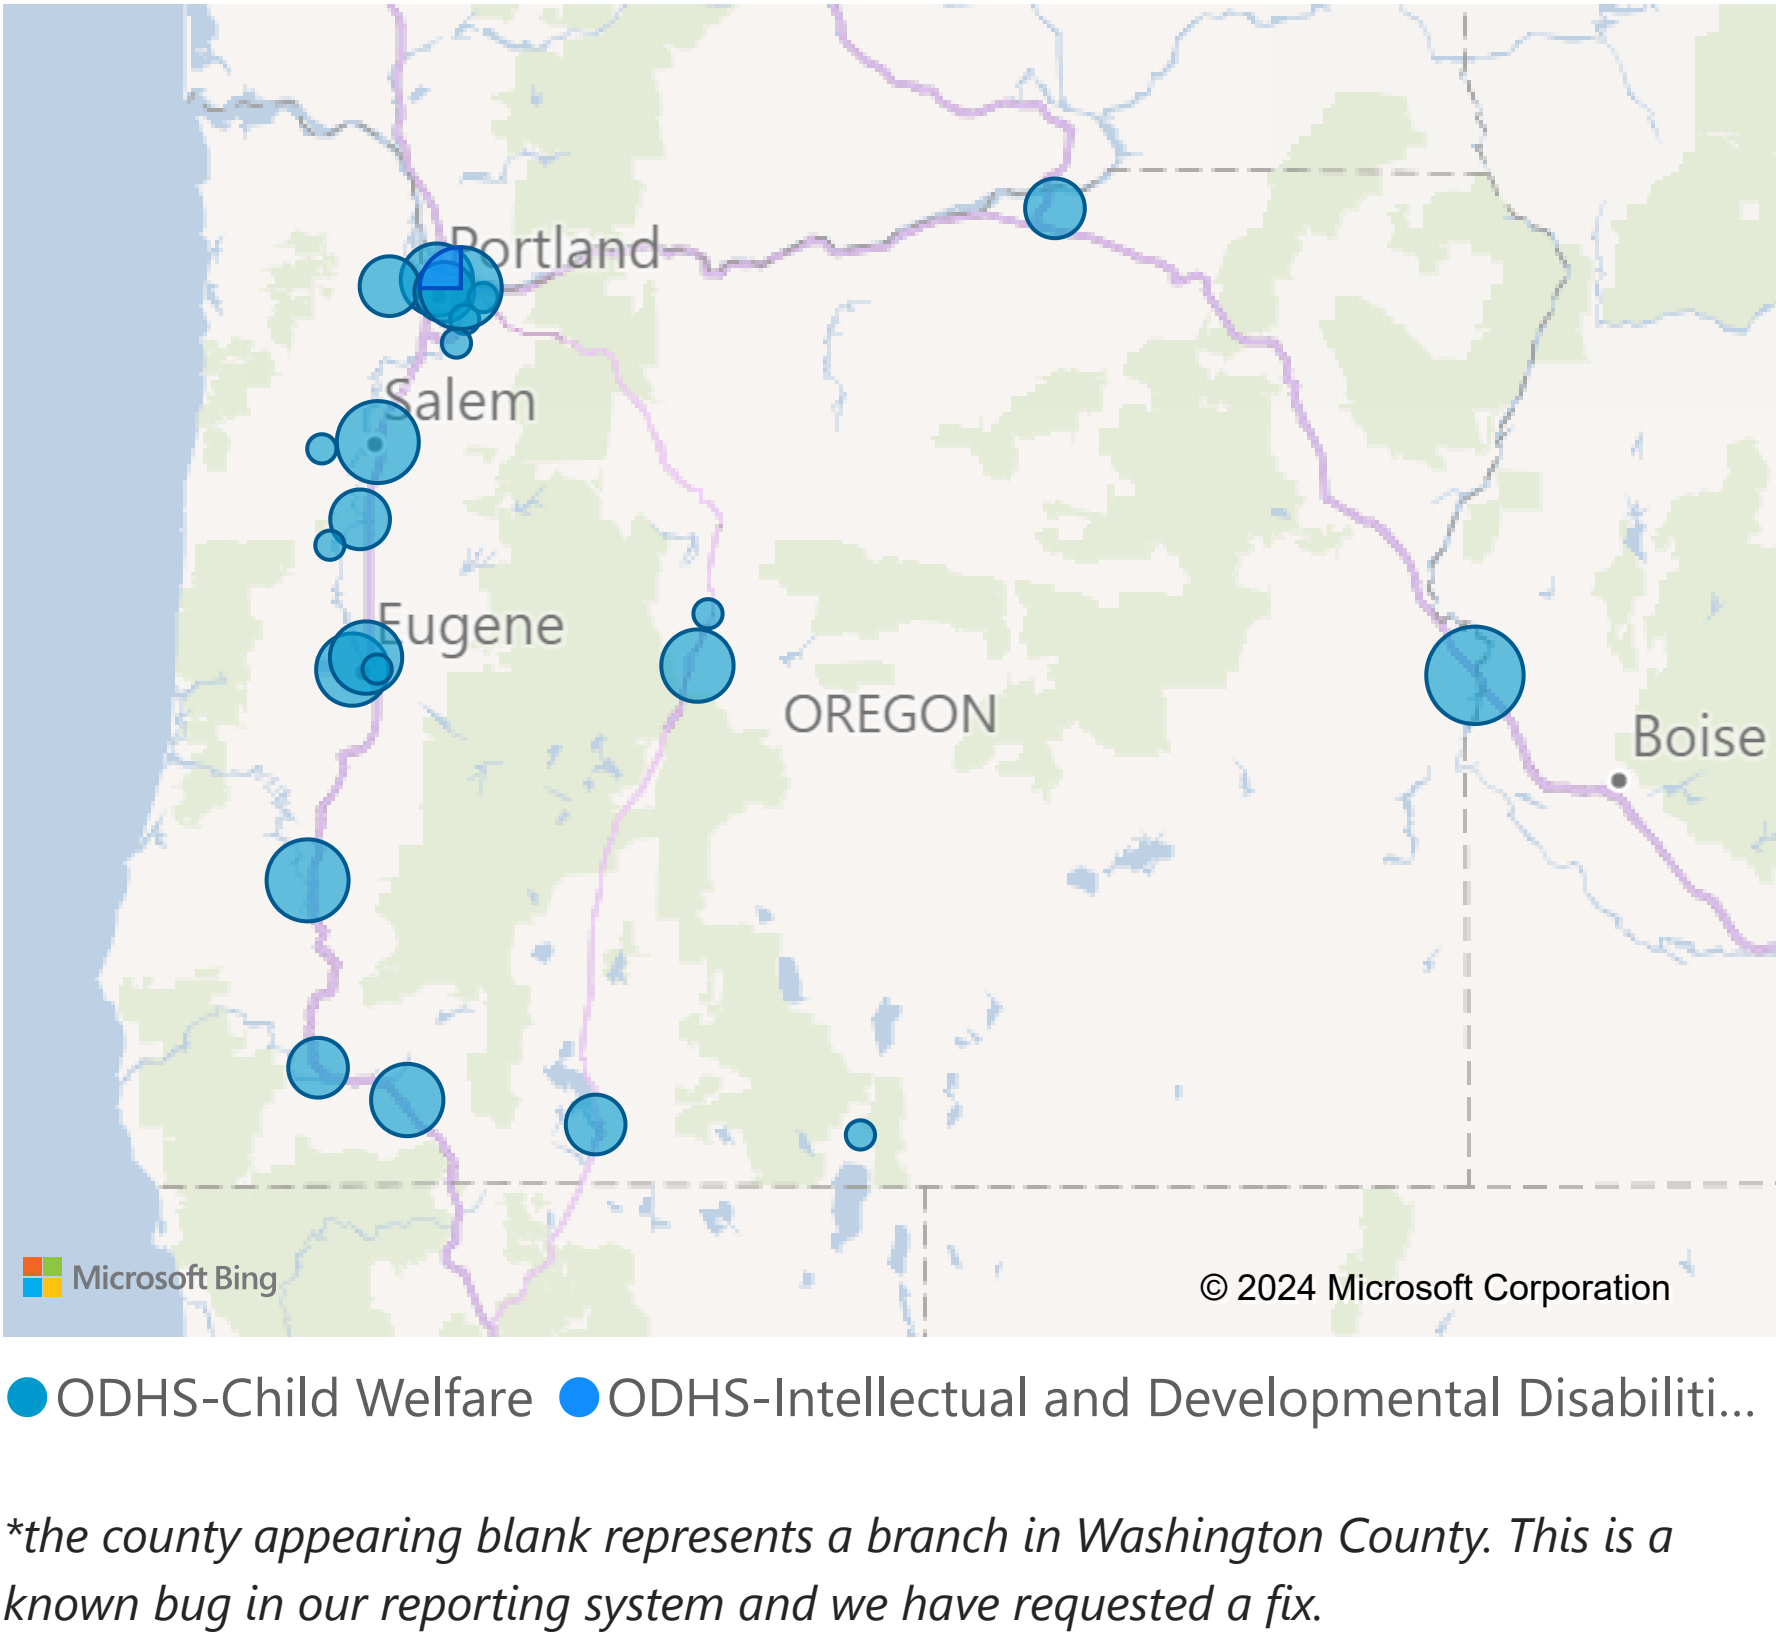 Portland
Salem
Eugene
OREGON
Boise
Microsoft Bing
© 2024 Microsoft Corporation
ODHS-Child Welfare ODHS-Intellectual and Developmental Disabiliti...
*the county appearing blank represents a branch in Washington County. This is a
known bug in our reporting system and we have requested a fix.